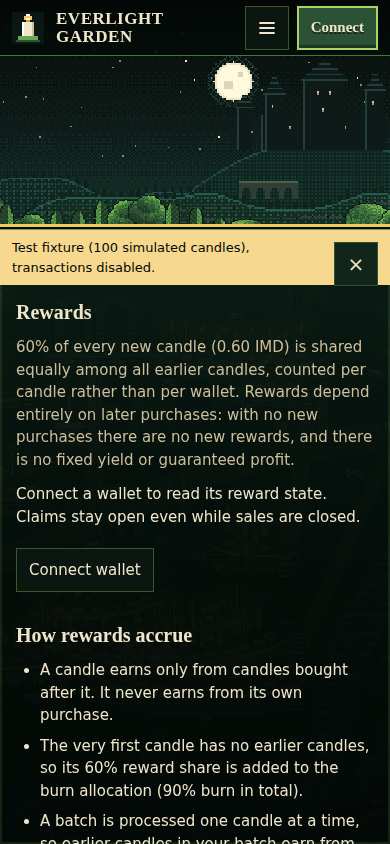 EVERLIGHT
GARDEN
Connect
Test fixture (100 simulated candles),
transactions disabled.
Rewards
60% of every new candle (0.60 IMD) is shared
equally among all earlier candles, counted per
candle rather than per wallet. Rewards depend
entirely on later purchases: with no new
purchases there are no new rewards, and there
is no fixed yield or guaranteed profit.
Connect a wallet to read its reward state.
Claims stay open even while sales are closed.
Connect wallet
How rewards accrue
• A candle earns only from candles bought
after it. It never earns from its own
purchase.
• The very first candle has no earlier candles,
so its 60% reward share is added to the
burn allocation (90% burn in total).
• A batch is processed one candle at a time,
so earlier candles in your batch earn from